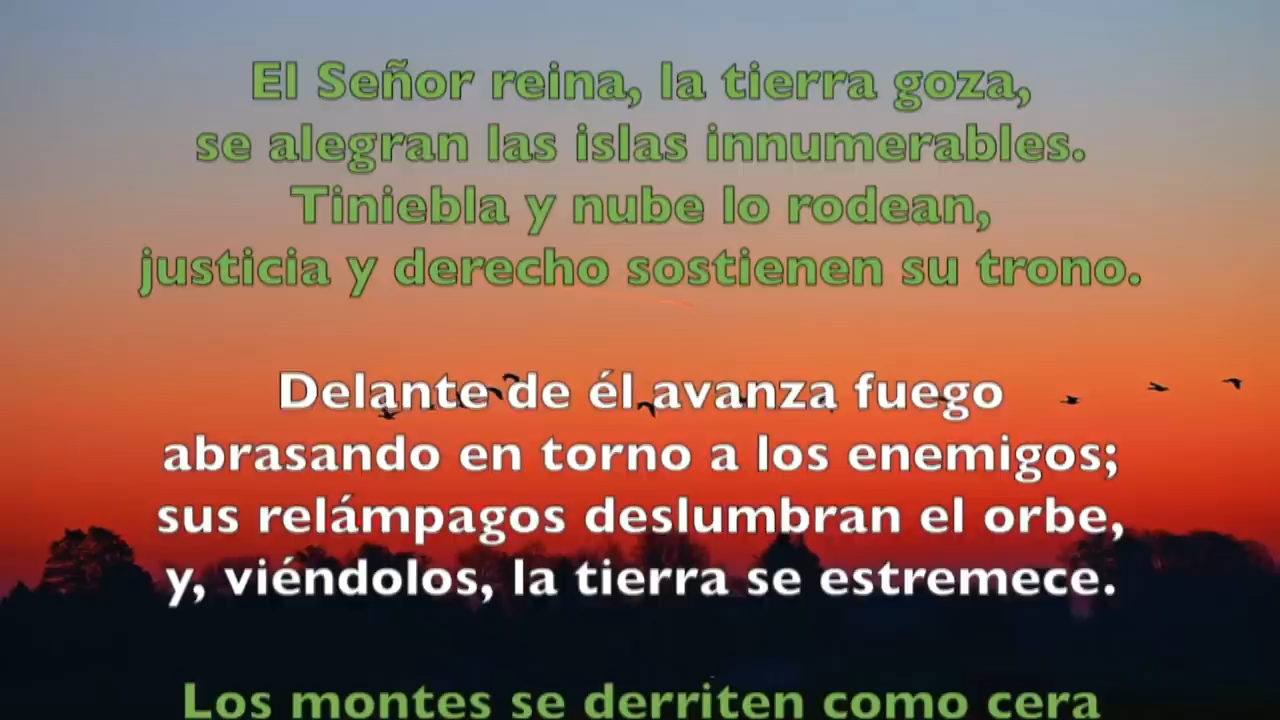 El Señor reina, la tierra goza,
se alegran las islas innumerables.
Tiniebla y nube lo rodean,
justicia y derecho sostienen su trono.
Delante de él avanza fuego
abrasando en torno a los enemigos;
sus relámpagos deslumbran el orbe,
y, viéndolos, la tierra se estremece.
Los montes se derriten como cera